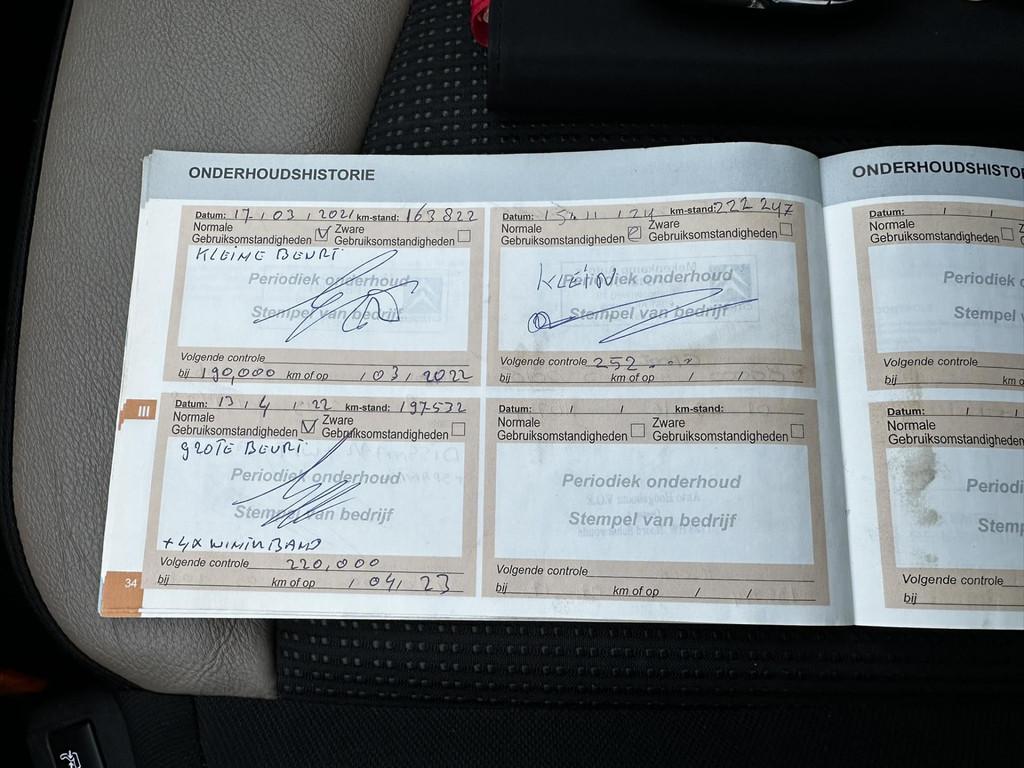 ONDERHOUDSHISTORIE
Datum: 17 / 03 / 2021 km-stand: 163822
Normale Gebruiksomstandigheden
Zware Gebruiksomstandigheden
KLEINE BEURT
Periodiek onderhoud
Stempel van bedrijf
Volgende controle
bij 190,000 km of op / 03 / 2022
Datum: 13 / 4 / 22 km-stand: 197532
Normale Gebruiksomstandigheden
Zware Gebruiksomstandigheden
GROTE BEURT
Periodiek onderhoud
Stempel van bedrijf
Volgende controle 220,000
bij km of op / 04 / 23
III
34
Datum: 15 / 11 / 24 km-stand: 222 247
Normale Gebruiksomstandigheden
Zware Gebruiksomstandigheden
KLEIN
Periodiek onderhoud
Stempel van bedrijf
Volgende controle 252
bij km of op / /
Datum: / / km-stand:
Normale Gebruiksomstandigheden
Zware Gebruiksomstandigheden
Periodiek onderhoud
Stempel van bedrijf
Volgende controle
bij km of op / /
ONDERHOUDSHISTO
Datum: / /
Normale Gebruiksomstandigheden
Periodiek
Stempel v
Volgende controle
bij km o
Datum: / /
Normale Gebruiksomstandigheden
Periodi
Stemp
Volgende controle
bij